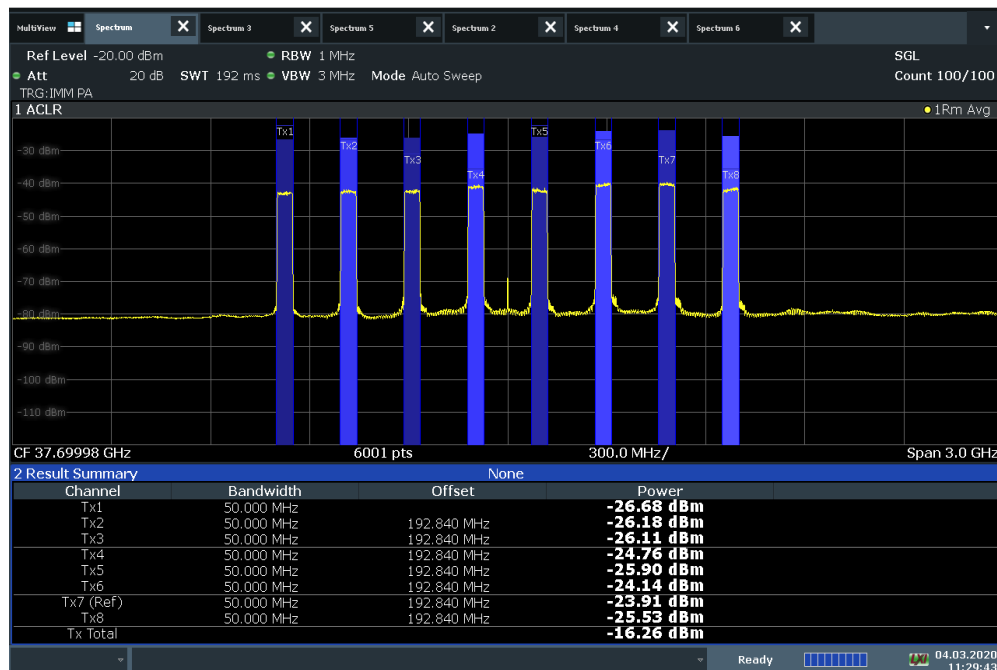 MultiView Spectrum X Spectrum 3 X Spectrum 5 X Spectrum 2 X Spectrum 4 X Spectrum 6 X
Ref Level -20.00 dBm RBW 1 MHz SGL
Att 20 dB SWT 192 ms VBW 3 MHz Mode Auto Sweep Count 100/100
TRG:IMM PA
1 ACLR 1Rm Avg
Tx1 Tx5
Tx2 Tx6
-30 dBm
Tx3 Tx7
Tx4 Tx8
-40 dBm
-50 dBm
-60 dBm
-70 dBm
-80 dBm
-90 dBm
-100 dBm
-110 dBm
CF 37.69998 GHz 6001 pts 300.0 MHz/ Span 3.0 GHz
2 Result Summary None
Channel Bandwidth Offset Power
Tx1 50.000 MHz -26.68 dBm
Tx2 50.000 MHz 192.840 MHz -26.18 dBm
Tx3 50.000 MHz 192.840 MHz -26.11 dBm
Tx4 50.000 MHz 192.840 MHz -24.76 dBm
Tx5 50.000 MHz 192.840 MHz -25.90 dBm
Tx6 50.000 MHz 192.840 MHz -24.14 dBm
Tx7 (Ref) 50.000 MHz 192.840 MHz -23.91 dBm
Tx8 50.000 MHz 192.840 MHz -25.53 dBm
Tx Total -16.26 dBm
Ready 04.03.2020
11:29:43